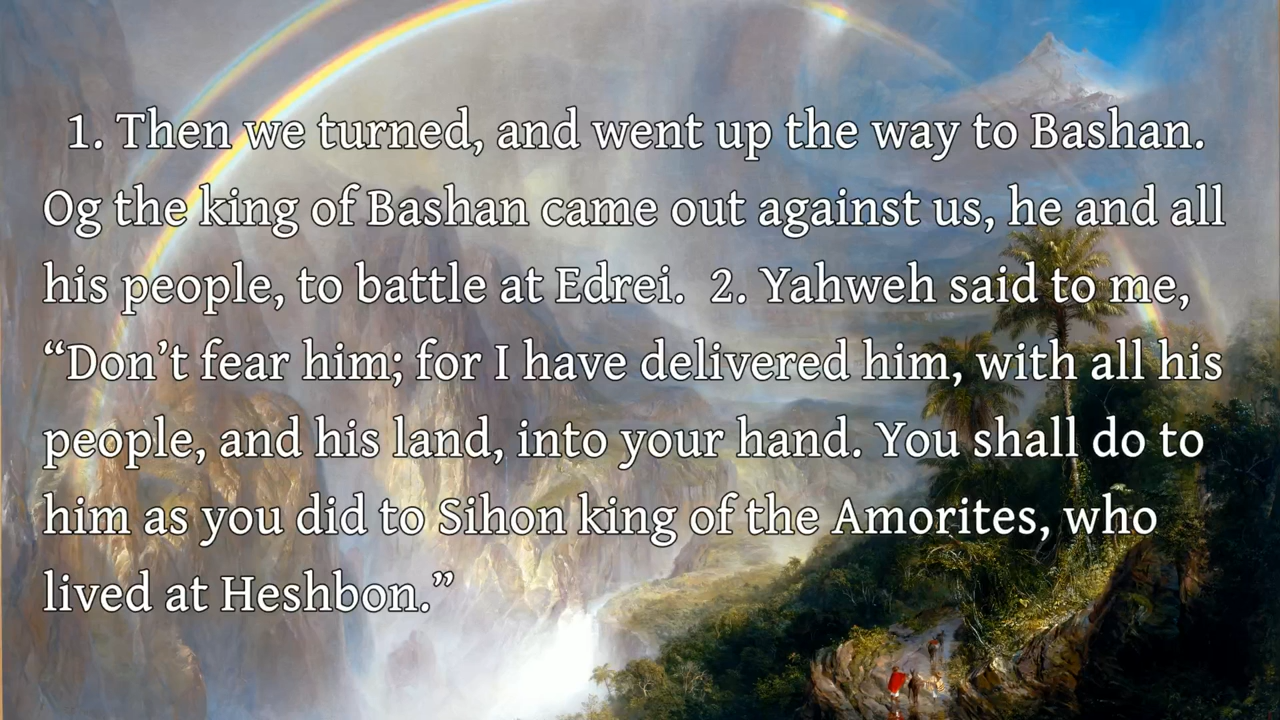 1. Then we turned, and went up the way to Bashan.
Og the king of Bashan came out against us, he and all
his people, to battle at Edrei.  2. Yahweh said to me,
“Don’t fear him; for I have delivered him, with all his
people, and his land, into your hand. You shall do to
him as you did to Sihon king of the Amorites, who
lived at Heshbon.”